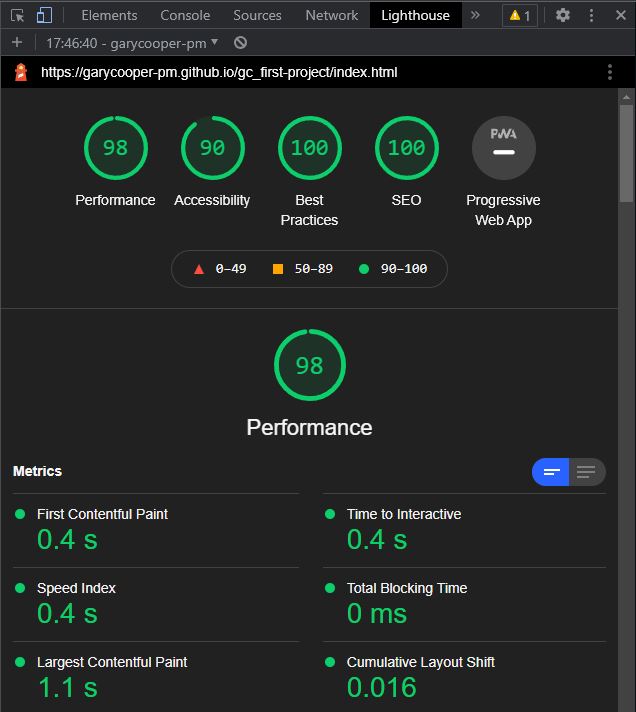 Elements Console Sources Network Lighthouse » 1
+ 17:46:40 - garycooper-pm
https://garycooper-pm.github.io/gc_first-project/index.html
98 90 100 100 PWA
Performance Accessibility Best Practices SEO Progressive Web App
0–49 50–89 90–100
98
Performance
Metrics
First Contentful Paint
0.4 s
Time to Interactive
0.4 s
Speed Index
0.4 s
Total Blocking Time
0 ms
Largest Contentful Paint
1.1 s
Cumulative Layout Shift
0.016